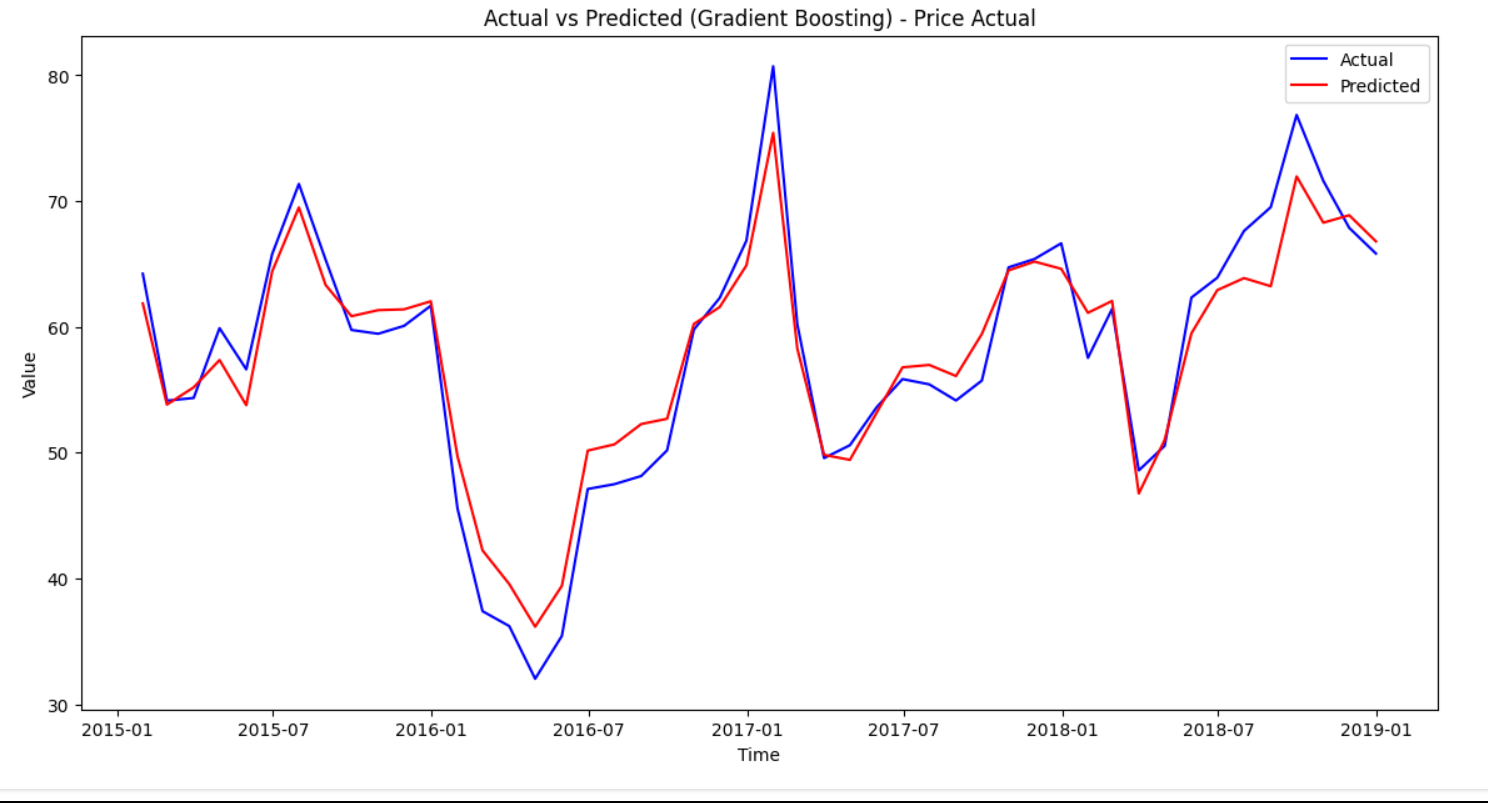 Actual vs Predicted (Gradient Boosting) - Price Actual
Actual
Predicted
80
70
60
50
40
30
Value
2015-01 2015-07 2016-01 2016-07 2017-01 2017-07 2018-01 2018-07 2019-01
Time